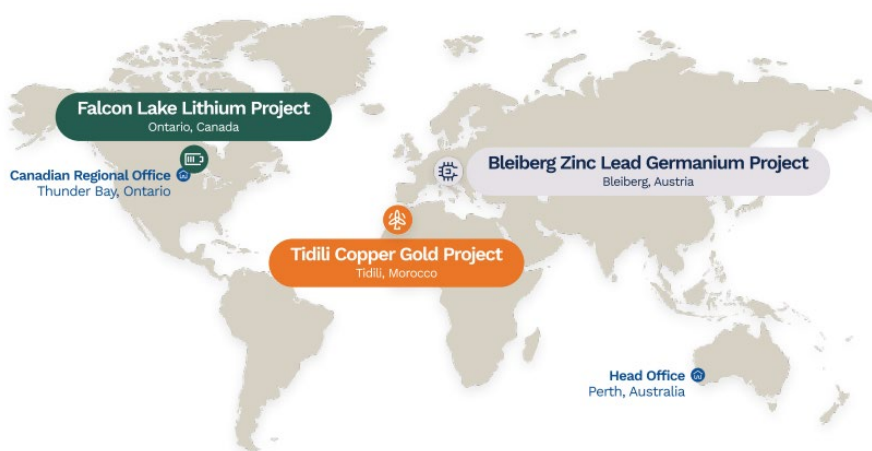 Falcon Lake Lithium Project
Ontario, Canada
Canadian Regional Office
Thunder Bay, Ontario
Bleiberg Zinc Lead Germanium Project
Bleiberg, Austria
Tidili Copper Gold Project
Tidili, Morocco
Head Office
Perth, Australia